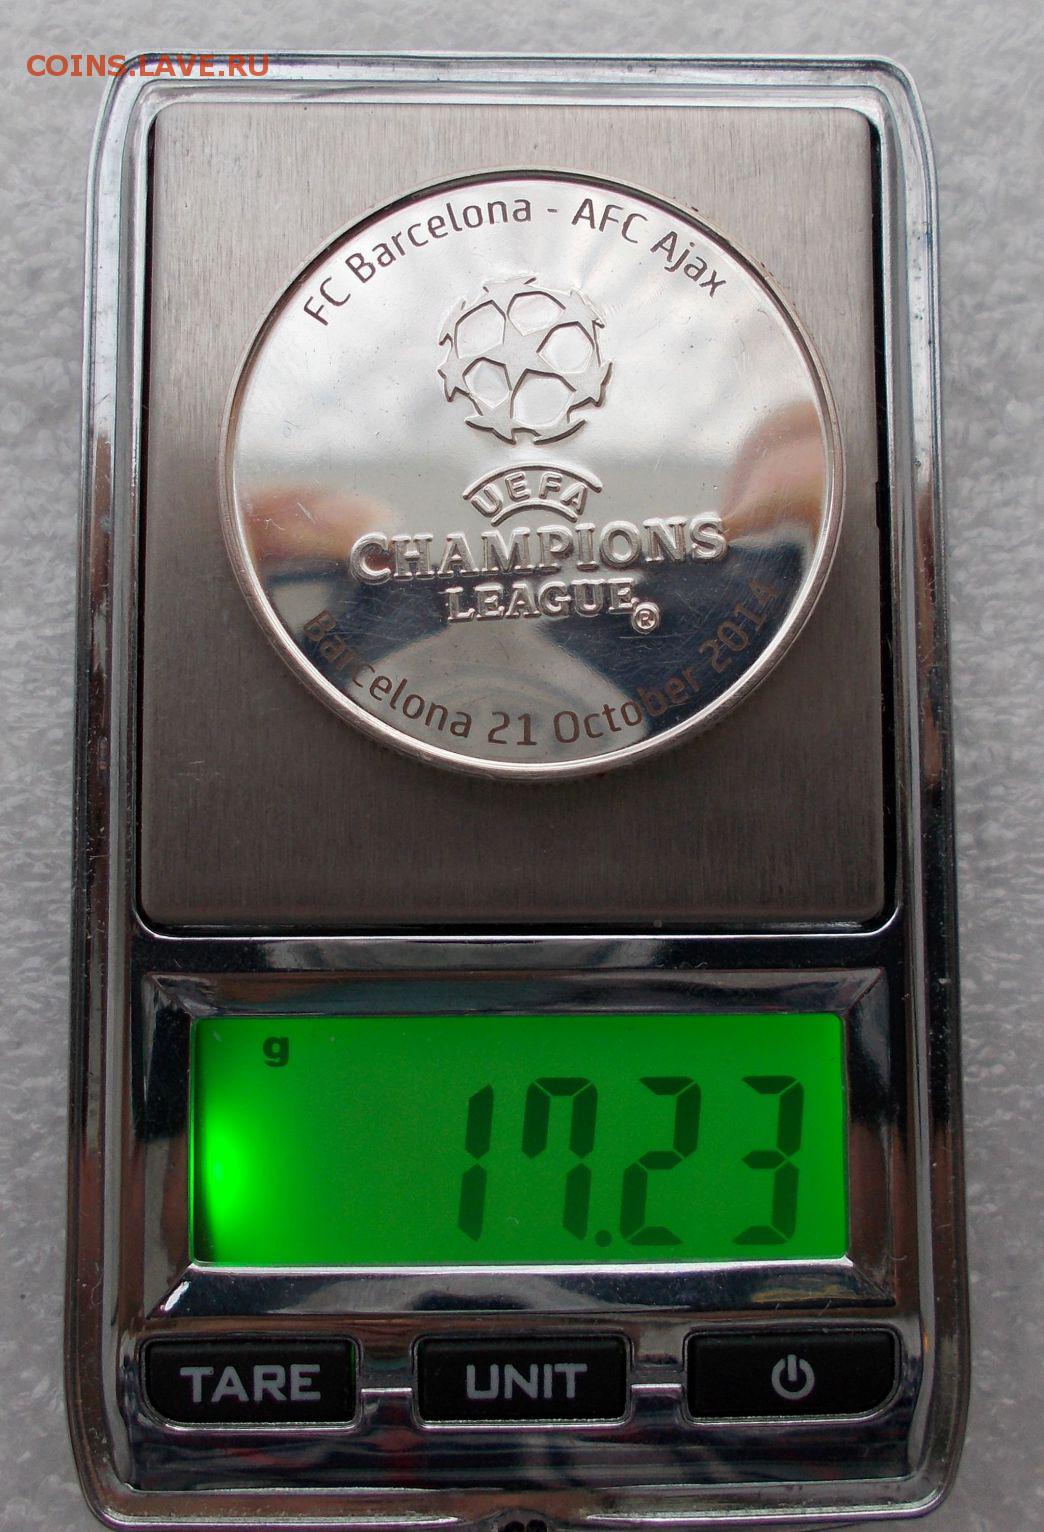 COINS.LAVE.RU
FC Barcelona - AFC Ajax
UEFA
CHAMPIONS
LEAGUE®
Barcelona 21 October 2014
g
17.23
TARE UNIT